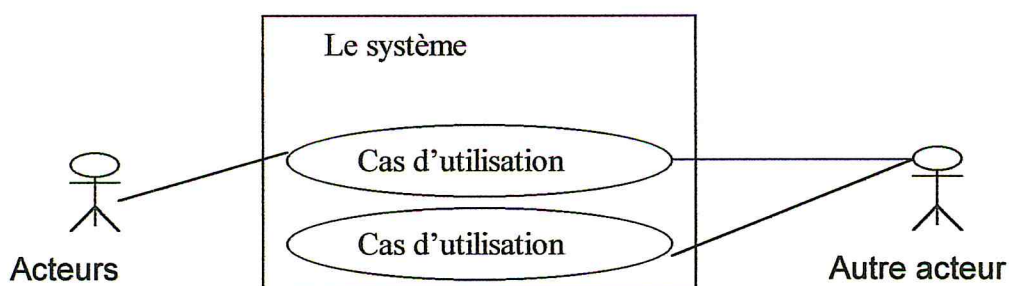 Le système
Cas d'utilisation
Cas d'utilisation
Acteurs
Autre acteur